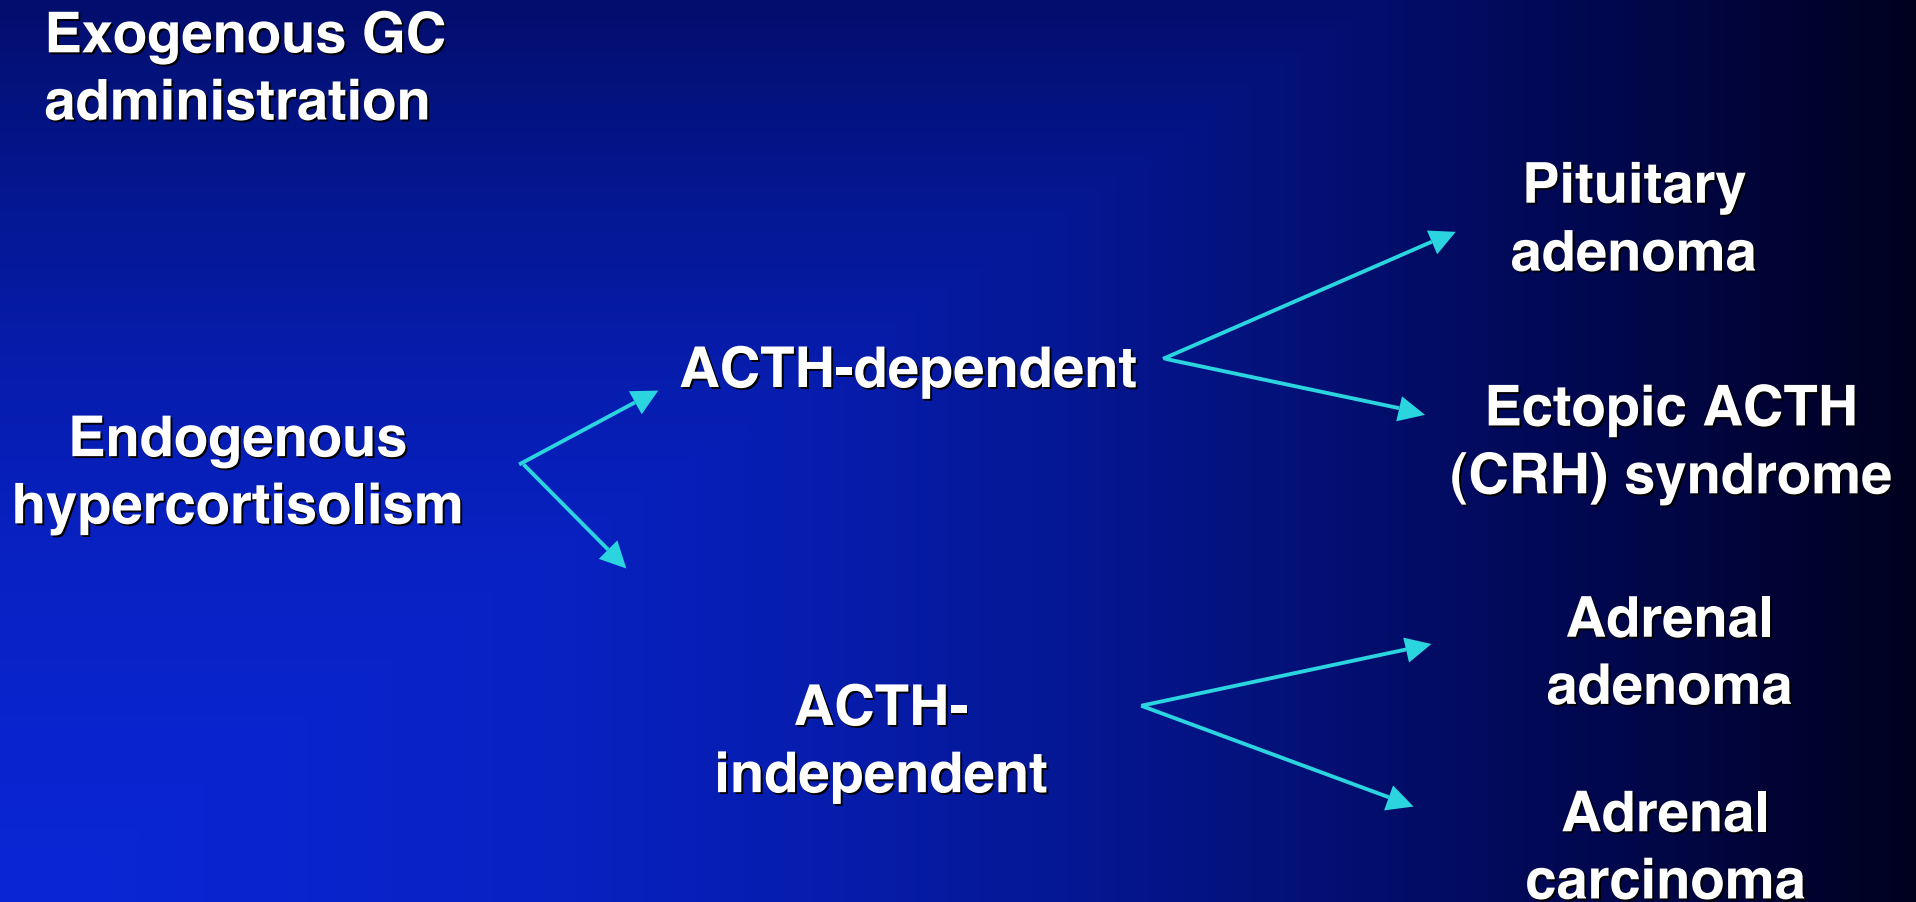 Exogenous GC
administration
Pituitary
adenoma
ACTH-dependent
Ectopic ACTH
(CRH) syndrome
Endogenous
hypercortisolism
Adrenal
adenoma
ACTH-
independent
Adrenal
carcinoma